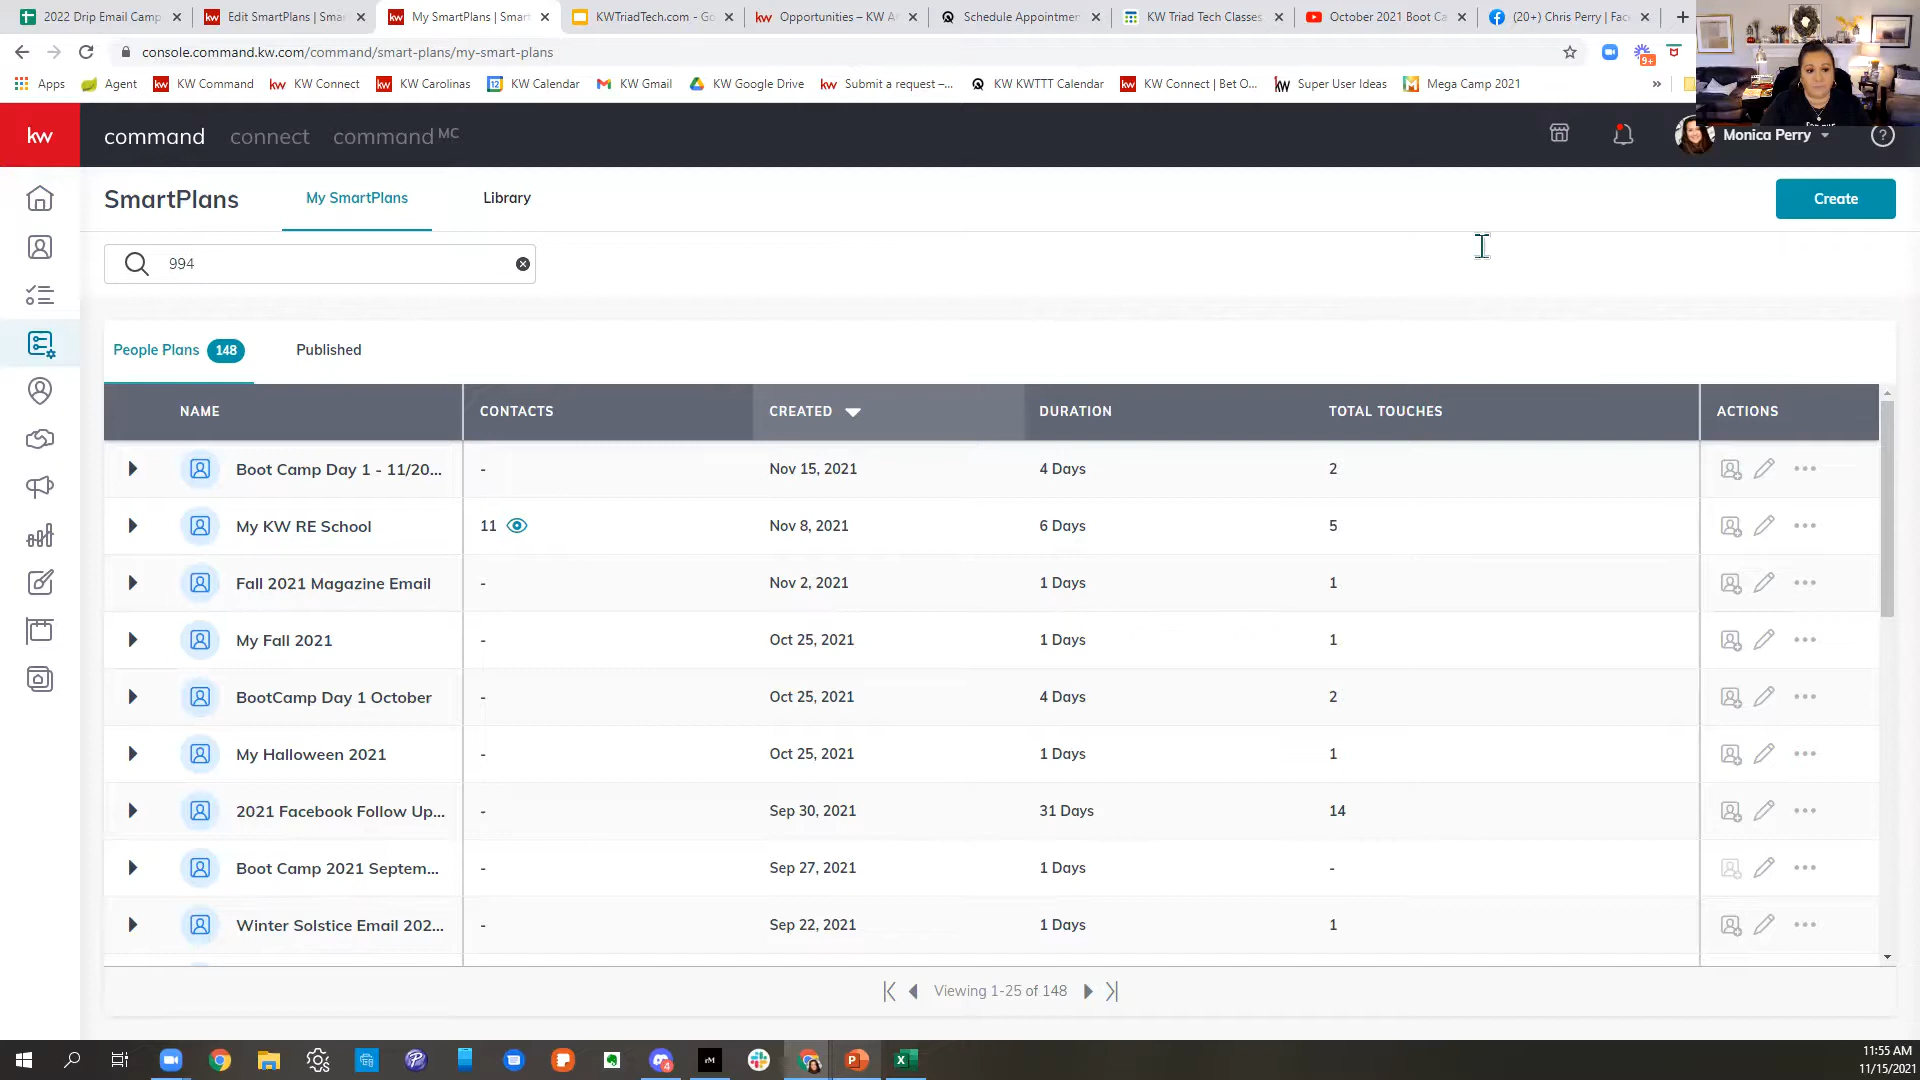 2022 Drip Email Camp
Edit SmartPlans | Smar
My SmartPlans | Smart
KWTriadTech.com - Go
Opportunities – KW A
Schedule Appointmen
KW Triad Tech Classes
October 2021 Boot Ca
(20+) Chris Perry | Fac
console.command.kw.com/command/smart-plans/my-smart-plans
9+
Apps
Agent
KW Command
KW Connect
KW Carolinas
KW Calendar
KW Gmail
KW Google Drive
Submit a request –...
KW KWTTT Calendar
KW Connect | Bet O...
Super User Ideas
Mega Camp 2021
»
kw
command
connect
command MC
Monica Perry
SmartPlans
My SmartPlans
Library
Create
994
People Plans 148
Published
NAME CONTACTS CREATED DURATION TOTAL TOUCHES ACTIONS
Boot Camp Day 1 - 11/20... - Nov 15, 2021 4 Days 2
My KW RE School 11 Nov 8, 2021 6 Days 5
Fall 2021 Magazine Email - Nov 2, 2021 1 Days 1
My Fall 2021 - Oct 25, 2021 1 Days 1
BootCamp Day 1 October - Oct 25, 2021 4 Days 2
My Halloween 2021 - Oct 25, 2021 1 Days 1
2021 Facebook Follow Up... - Sep 30, 2021 31 Days 14
Boot Camp 2021 Septem... - Sep 27, 2021 1 Days -
Winter Solstice Email 202... - Sep 22, 2021 1 Days 1
Viewing 1-25 of 148
11:55 AM
11/15/2021